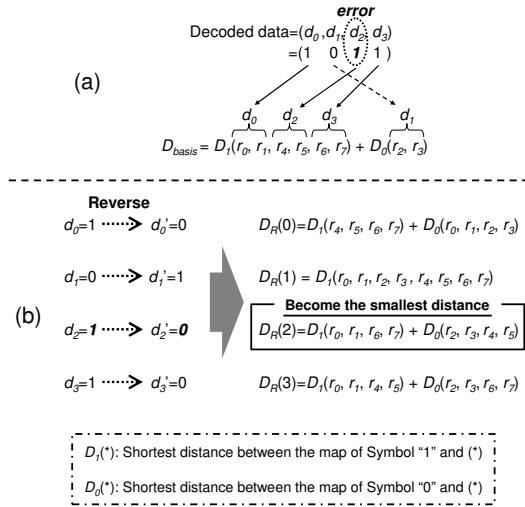 error
Decoded data=(d0,d1,d2,d3)
=(1 0 1 1 )
(a)
d0 d2 d3 d1
Dbasis = D1(r0, r1, r4, r5, r6, r7) + D0(r2, r3)
Reverse
d0=1 d0'=0 DR(0)=D1(r4, r5, r6, r7) + D0(r0, r1, r2, r3)
d1=0 d1'=1 DR(1) = D1(r0, r1, r2, r3 , r4, r5, r6, r7)
Become the smallest distance
(b)
d2=1 d2'=0 DR(2)=D1(r0, r1, r6, r7) + D0(r2, r3, r4, r5)
d3=1 d3'=0 DR(3)=D1(r0, r1, r4, r5) + D0(r2, r3, r6, r7)
D1(*): Shortest distance between the map of Symbol “1” and (*)
D0(*): Shortest distance between the map of Symbol “0” and (*)